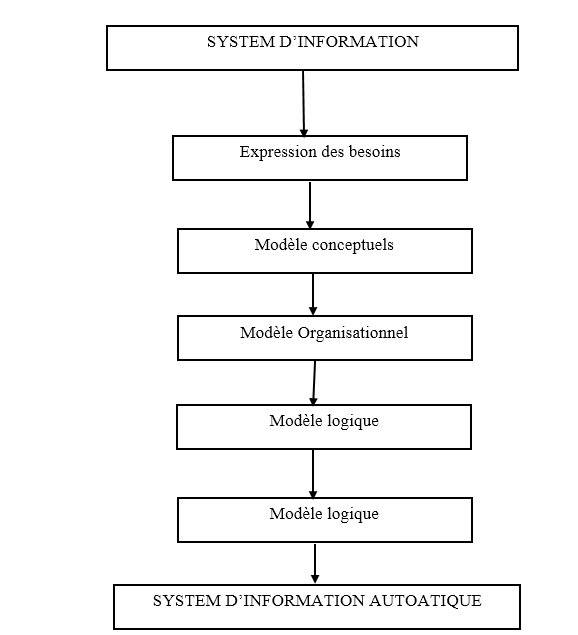 SYSTEM D’INFORMATION
Expression des besoins
Modèle conceptuels
Modèle Organisationnel
Modèle logique
Modèle logique
SYSTEM D’INFORMATION AUTOATIQUE